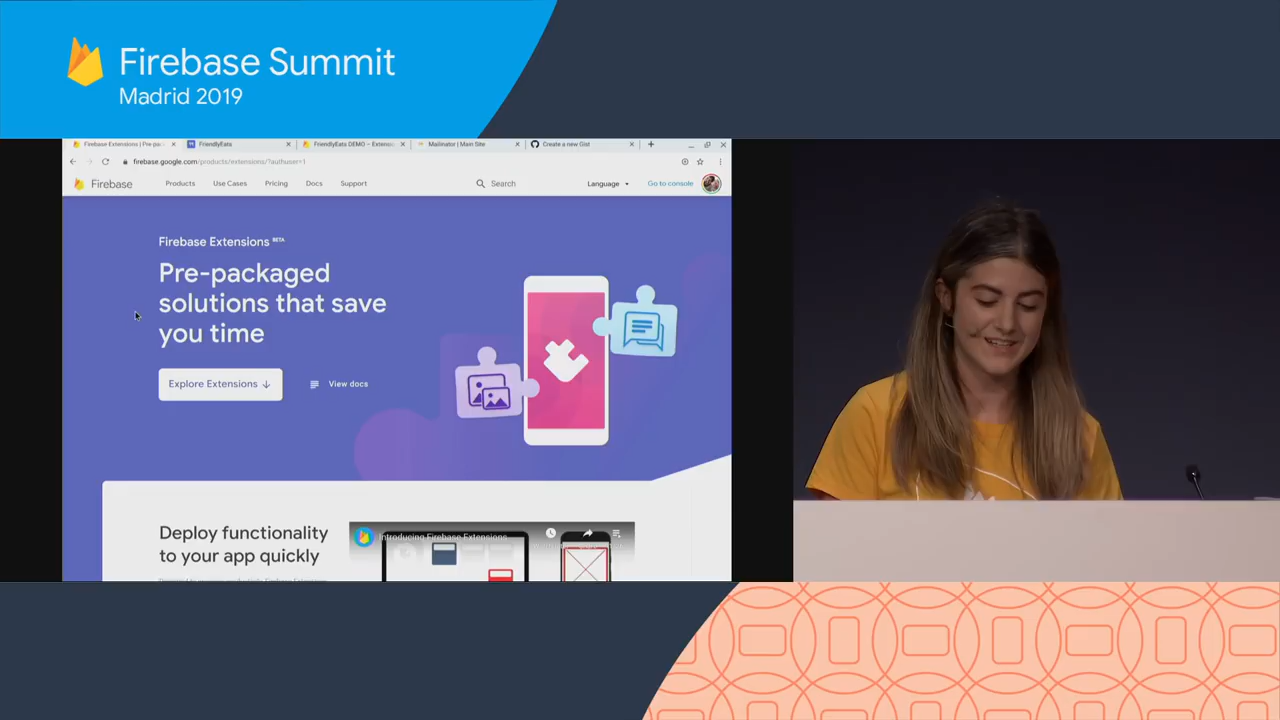 Firebase Summit
Madrid 2019
Firebase Extensions | Pre-pa
FriendlyEats
FriendlyEats DEMO – Extensi
Mailinator | Main Site
Create a new Gist
firebase.google.com/products/extensions/?authuser=1
Firebase
Products
Use Cases
Pricing
Docs
Support
Search
Language
Go to console
Firebase Extensions BETA
Pre-packaged
solutions that save
you time
Explore Extensions
View docs
Deploy functionality
to your app quickly
Introducing Firebase Extensions